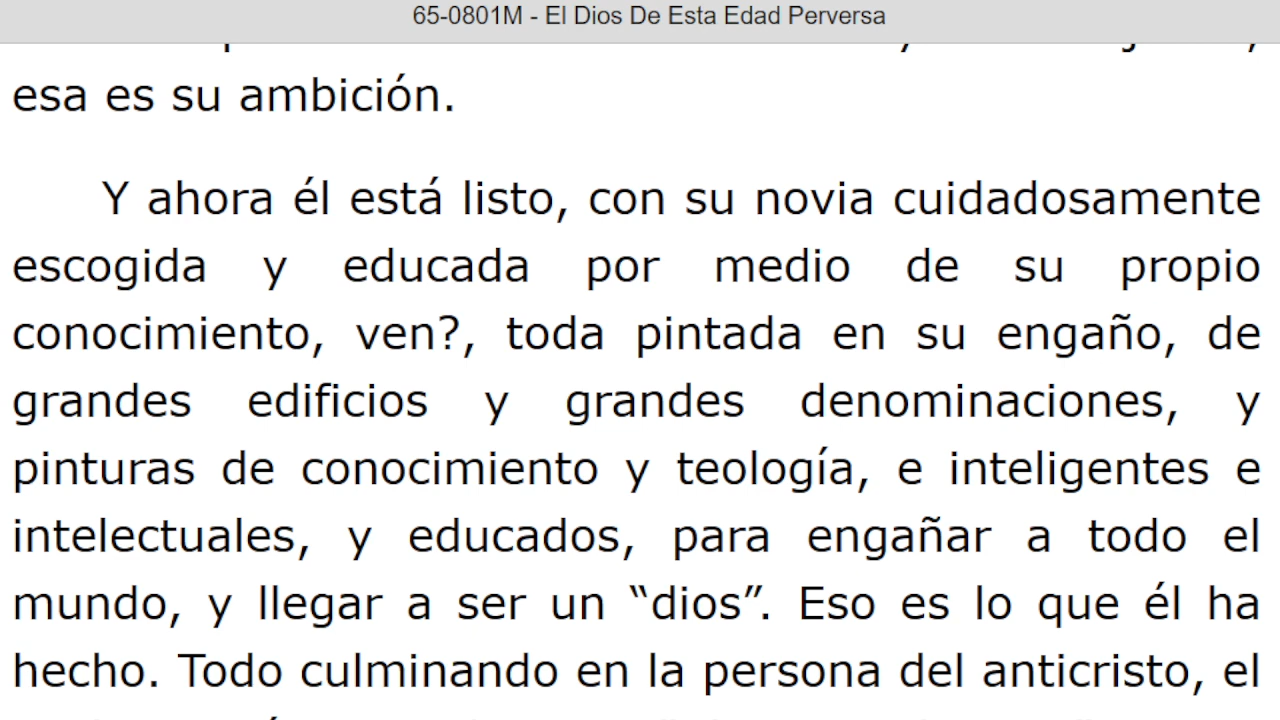 65-0801M - El Dios De Esta Edad Perversa
esa es su ambición.
Y ahora él está listo, con su novia cuidadosamente
escogida y educada por medio de su propio
conocimiento, ven?, toda pintada en su engaño, de
grandes edificios y grandes denominaciones, y
pinturas de conocimiento y teología, e inteligentes e
intelectuales, y educados, para engañar a todo el
mundo, y llegar a ser un “dios”. Eso es lo que él ha
hecho. Todo culminando en la persona del anticristo, el